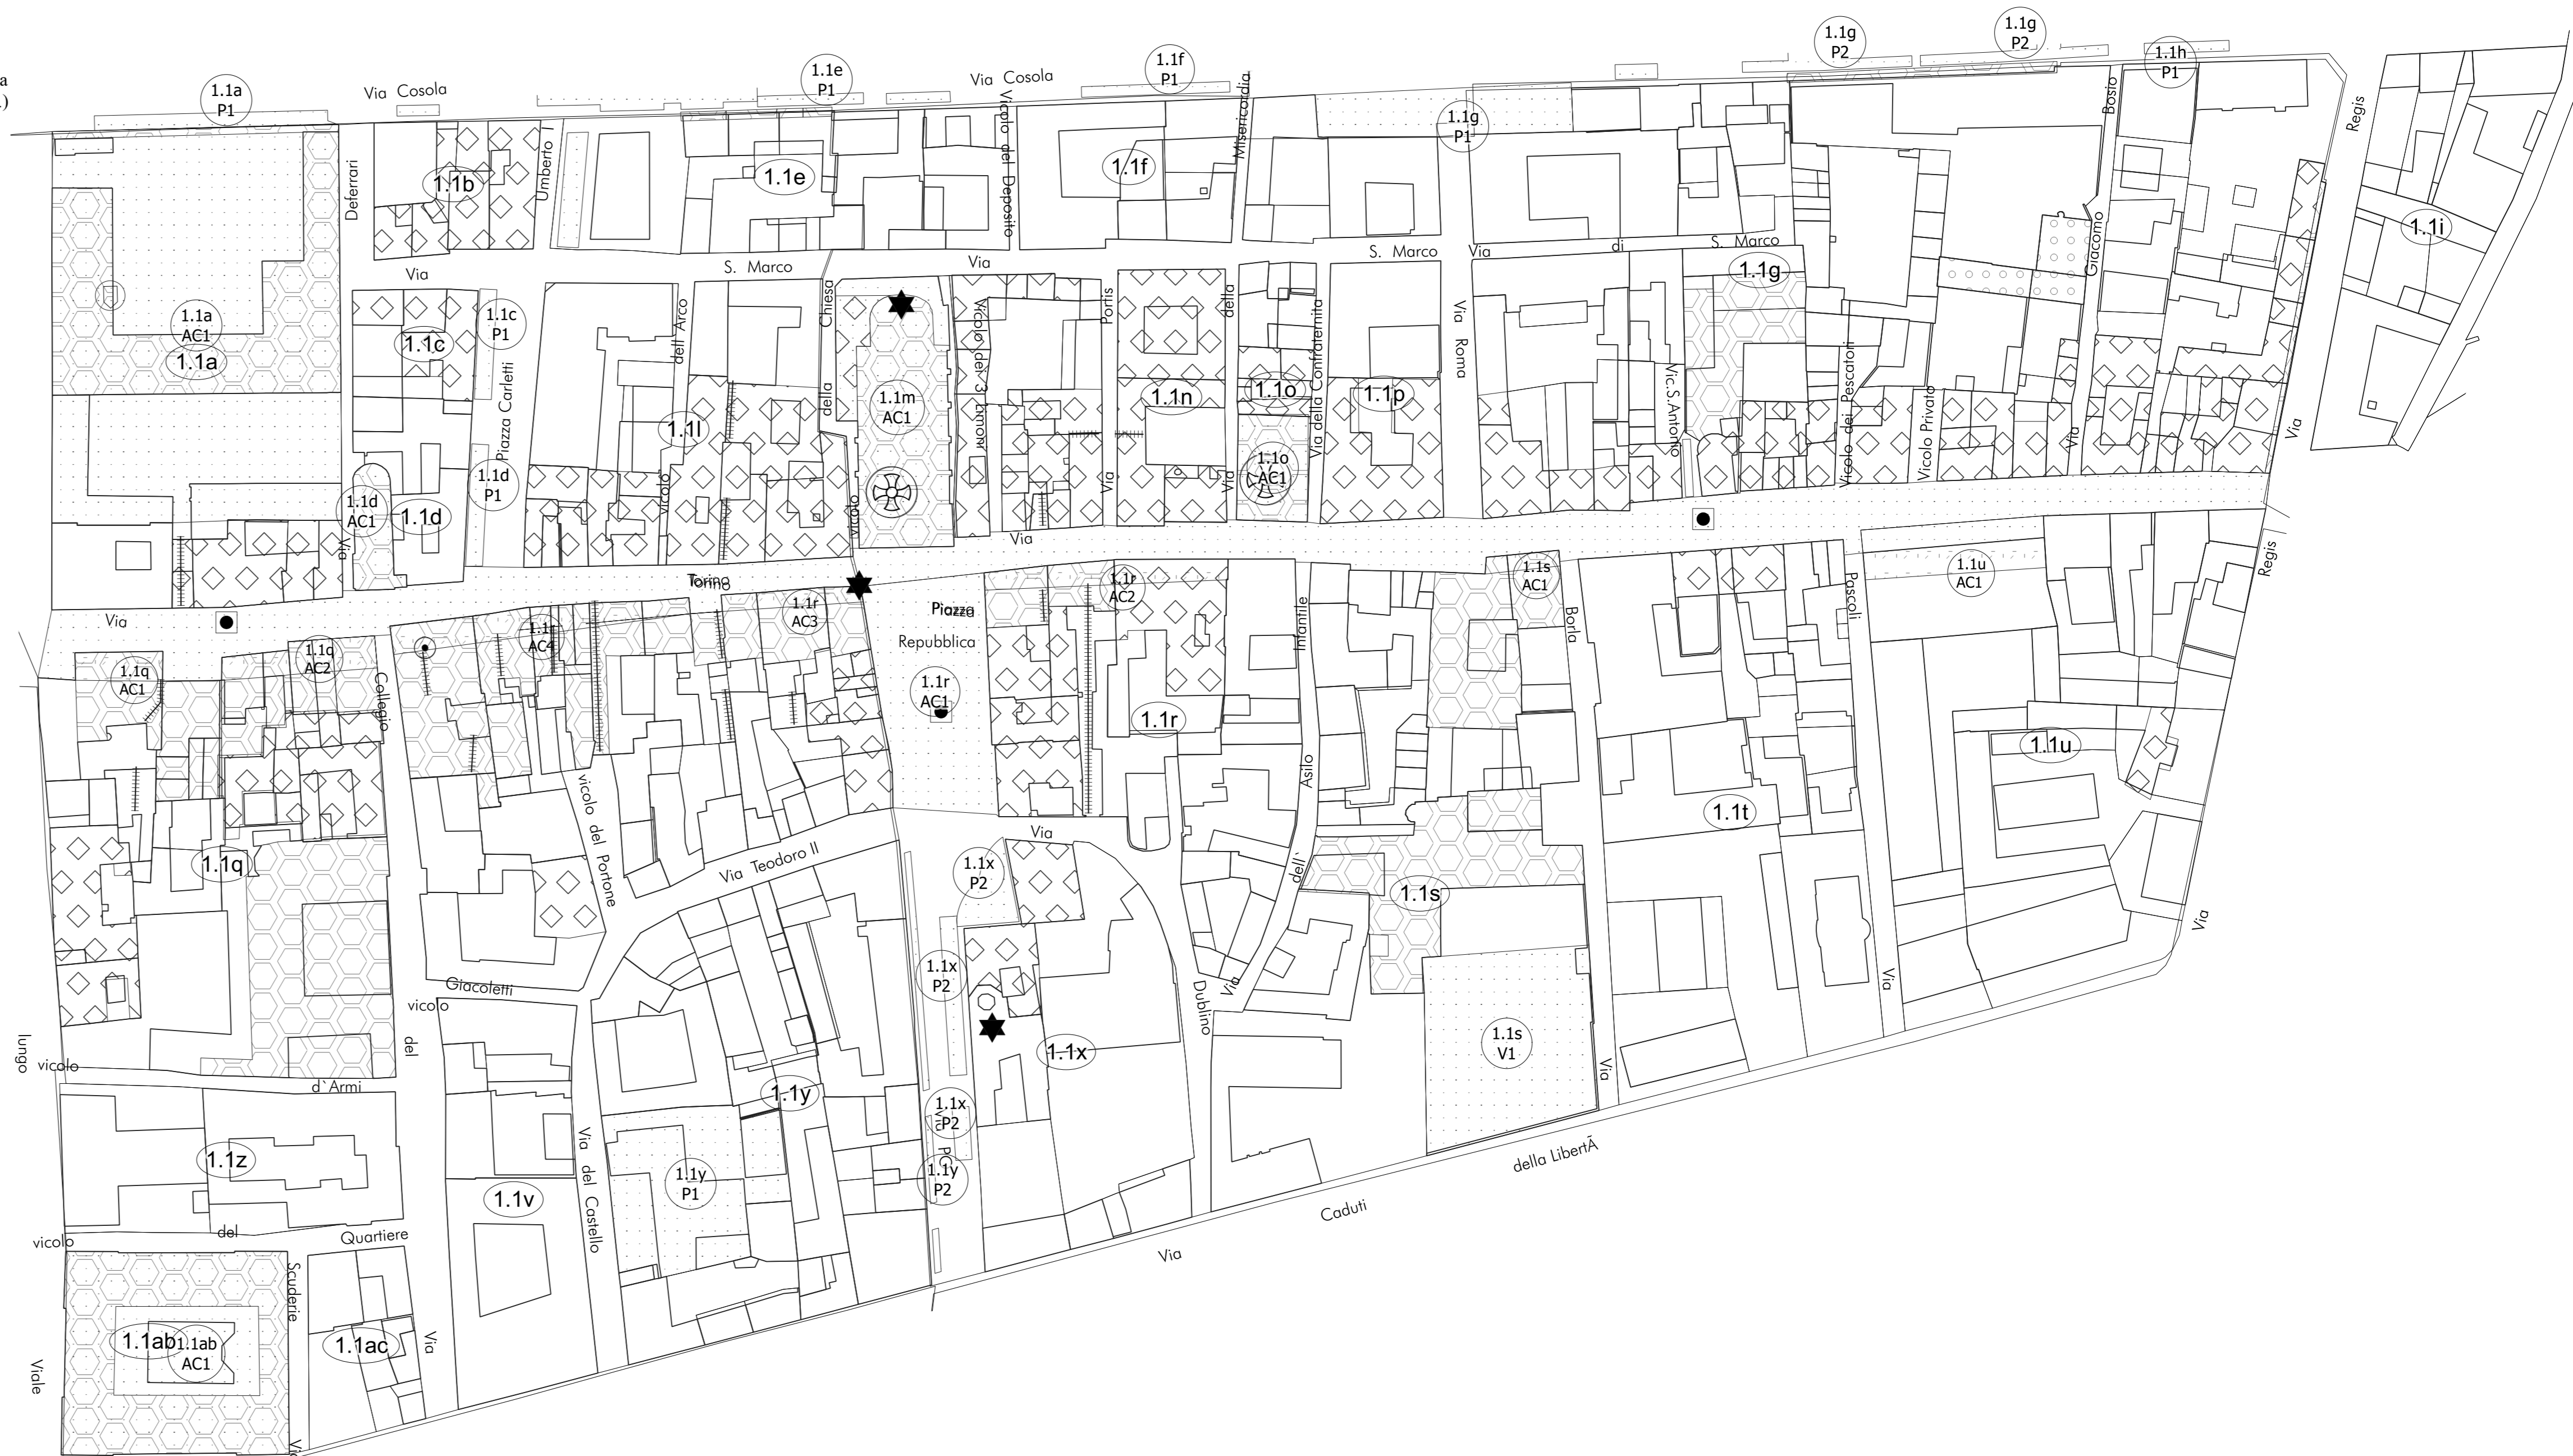 a
.)
1.1a
P1
Via Cosola
1.1e
P1
Via Cosola
1.1f
P1
1.1g
P2
1.1g
P2
1.1h
P1
1.1g
P1
Deferrari
1.1b
Umberto I
1.1e
Vicolo del Deposito
1.1f
Misericordia
Bosio
Regis
1.1i
Via
S. Marco
Via
S. Marco
Via
di
S. Marco
1.1g
Giacomo
1.1a
AC1
1.1a
1.1c
1.1c
P1
Piazza Carletti
dell'Arco
Chiesa
della
1.1m
AC1
Vicolo dei 3 Limoni
Portis
Via
della
Via
1.1n
1.1o
Via della Confraternita
1.1p
Via Roma
Vic.S.Antonio
Vicolo dei Pescatori
Vicolo Privato
Via
Via
1.1l
vicolo
vicolo
1.1d
P1
1.1d
AC1
1.1d
Via
1.1o
AC1
Via
Torino
Torino
Via
1.1q
AC1
1.1q
AC2
Collegio
1.1r
AC4
1.1r
AC3
Piazza
Piazza
Repubblica
1.1r
AC1
1.1r
AC2
1.1r
Infantile
Asilo
dell'
Via
1.1s
AC1
Borla
Pascoli
1.1u
AC1
Regis
1.1u
1.1t
1.1q
vicolo del Portone
Via Teodoro II
Via
1.1x
P2
1.1s
1.1x
P2
Via
Via
Giacoletti
vicolo
Dublino
lungo
vicolo
del
d`Armi
1.1x
1.1s
V1
Via
1.1y
1.1x
P2
1.1z
Via del Castello
1.1y
P1
1.1y
P2
della LibertÃ
1.1v
Caduti
vicolo
del
Quartiere
Via
Scuderie
1.1ab
1.1ab
AC1
1.1ac
Via
Viale